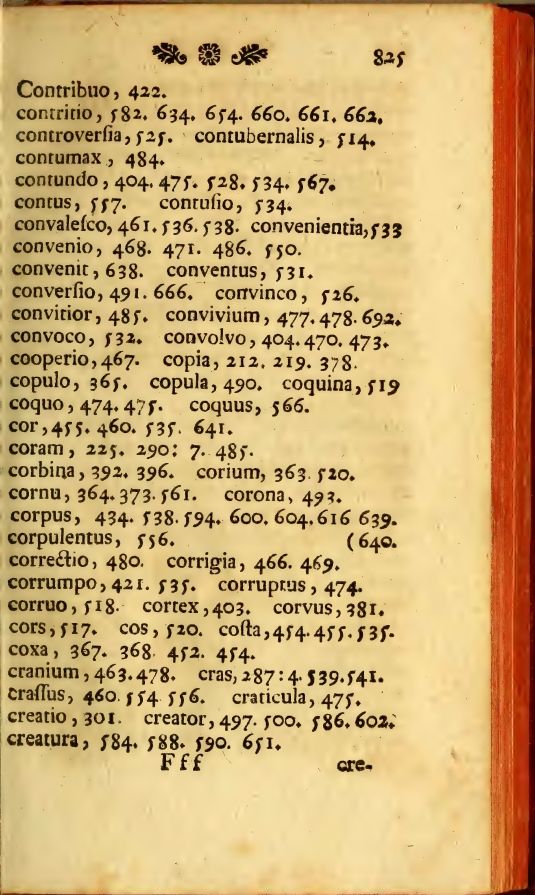 825
Contribuo, 422.
contritio, 582. 634. 654. 660. 661. 662.
controverſia, 525. contubernalis, 514.
contumax, 484.
contundo, 404. 475. 528. 534. 567.
contus, 557. contuſio, 534.
convaleſco, 461. 536. 538. convenientia, 533
convenio, 468. 471. 486. 550.
convenit, 638. conventus, 531.
converſio, 491. 666. convinco, 526.
convitior, 485. convivium, 477. 478. 692.
convoco, 532. convolvo, 404. 470. 473.
cooperio, 467. copia, 212. 219. 378.
copulo, 365. copula, 490. coquina, 519
coquo, 474. 475. coquus, 566.
cor, 455. 460. 535. 641.
coram, 225. 290: 7. 485.
corbina, 392. 396. corium, 363. 520.
cornu, 364. 373. 561. corona, 493.
corpus, 434. 538. 594. 600. 604. 616 639.
corpulentus, 556. (640.
correctio, 480. corrigia, 466. 469.
corrumpo, 421. 535. corruptus, 474.
corruo, 518. cortex, 403. corvus, 381.
cors, 517. cos, 520. coſta, 454. 455. 535.
coxa, 367. 368. 452. 454.
cranium, 463. 478. cras, 287: 4. 539. 541.
craſſus, 460. 554 556. craticula, 475.
creatio, 301. creator, 497. 500. 586. 602.
creatura, 584. 588. 590. 651.
Fff cre-